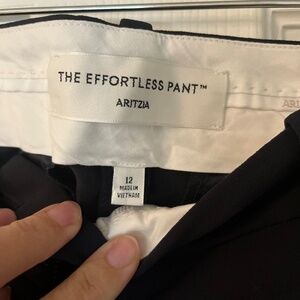 THE EFFORTLESS PANT™
ARITZIA
12
MADE IN
VIETNAM